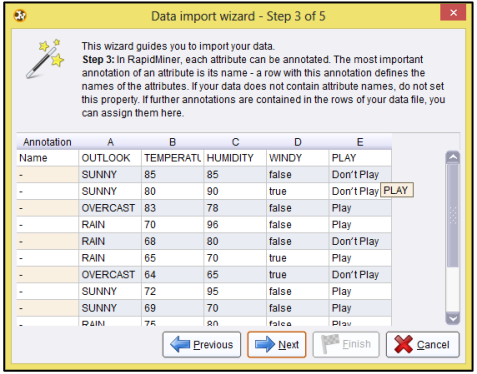 Data import wizard - Step 3 of 5
This wizard guides you to import your data.
Step 3: In RapidMiner, each attribute can be annotated. The most important
annotation of an attribute is its name - a row with this annotation defines the
names of the attributes. If your data does not contain attribute names, do not set
this property. If further annotations are contained in the rows of your data file, you
can assign them here.
Annotation A B C D E
Name OUTLOOK TEMPERATU HUMIDITY WINDY PLAY
- SUNNY 85 85 false Don't Play
- SUNNY 80 90 true Don't Play PLAY
- OVERCAST 83 78 false Play
- RAIN 70 96 false Play
- RAIN 68 80 false Don't Play
- RAIN 65 70 true Play
- OVERCAST 64 65 true Don't Play
- SUNNY 72 95 false Play
- SUNNY 69 70 false Play
- RAIN 75 80 false Play
Previous Next Finish Cancel